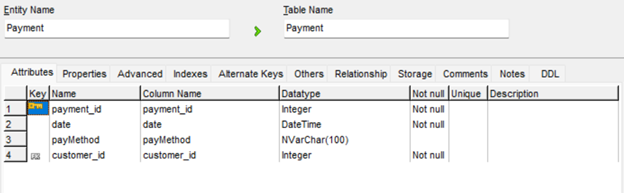 Entity Name Table Name
Payment Payment
Attributes Properties Advanced Indexes Alternate Keys Others Relationship Storage Comments Notes DDL
Key Name Column Name Datatype Not null Unique Description
1 payment_id payment_id Integer Not null
2 date date DateTime Not null
3 payMethod payMethod NVarChar(100)
4 customer_id customer_id Integer Not null